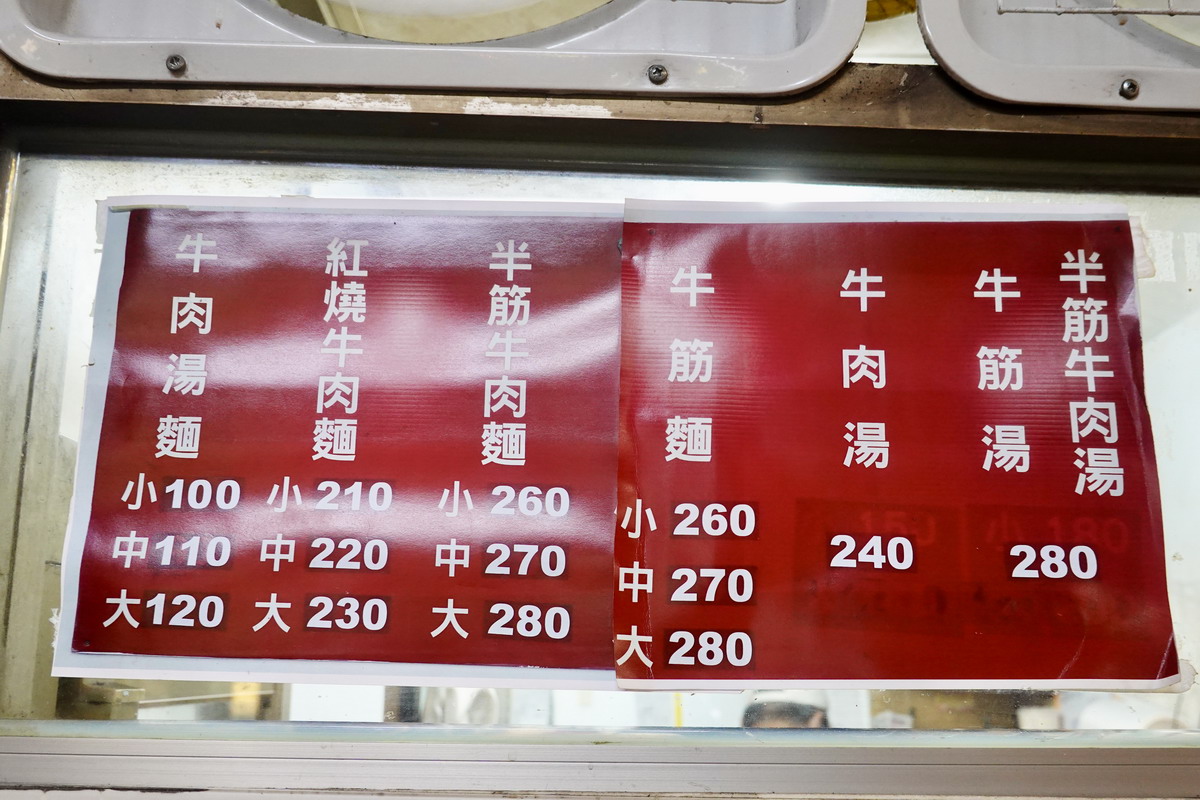 牛肉湯麵
小100
中110
大120
紅燒牛肉麵
小210
中220
大230
半筋牛肉麵
小260
中270
大280
牛筋麵
小260
中270
大280
牛肉湯
240
牛筋湯
半筋牛肉湯
280